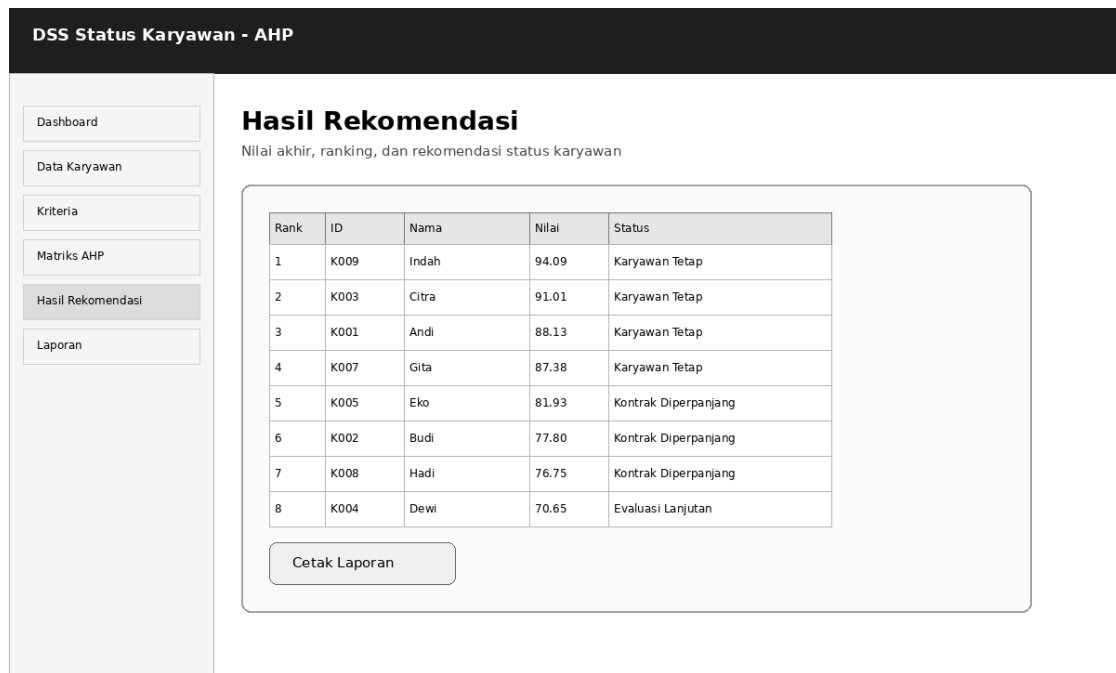 DSS Status Karyawan - AHP
Dashboard
Data Karyawan
Kriteria
Matriks AHP
Hasil Rekomendasi
Laporan
Hasil Rekomendasi
Nilai akhir, ranking, dan rekomendasi status karyawan
Rank ID Nama Nilai Status
1 K009 Indah 94.09 Karyawan Tetap
2 K003 Citra 91.01 Karyawan Tetap
3 K001 Andi 88.13 Karyawan Tetap
4 K007 Gita 87.38 Karyawan Tetap
5 K005 Eko 81.93 Kontrak Diperpanjang
6 K002 Budi 77.80 Kontrak Diperpanjang
7 K008 Hadi 76.75 Kontrak Diperpanjang
8 K004 Dewi 70.65 Evaluasi Lanjutan
Cetak Laporan